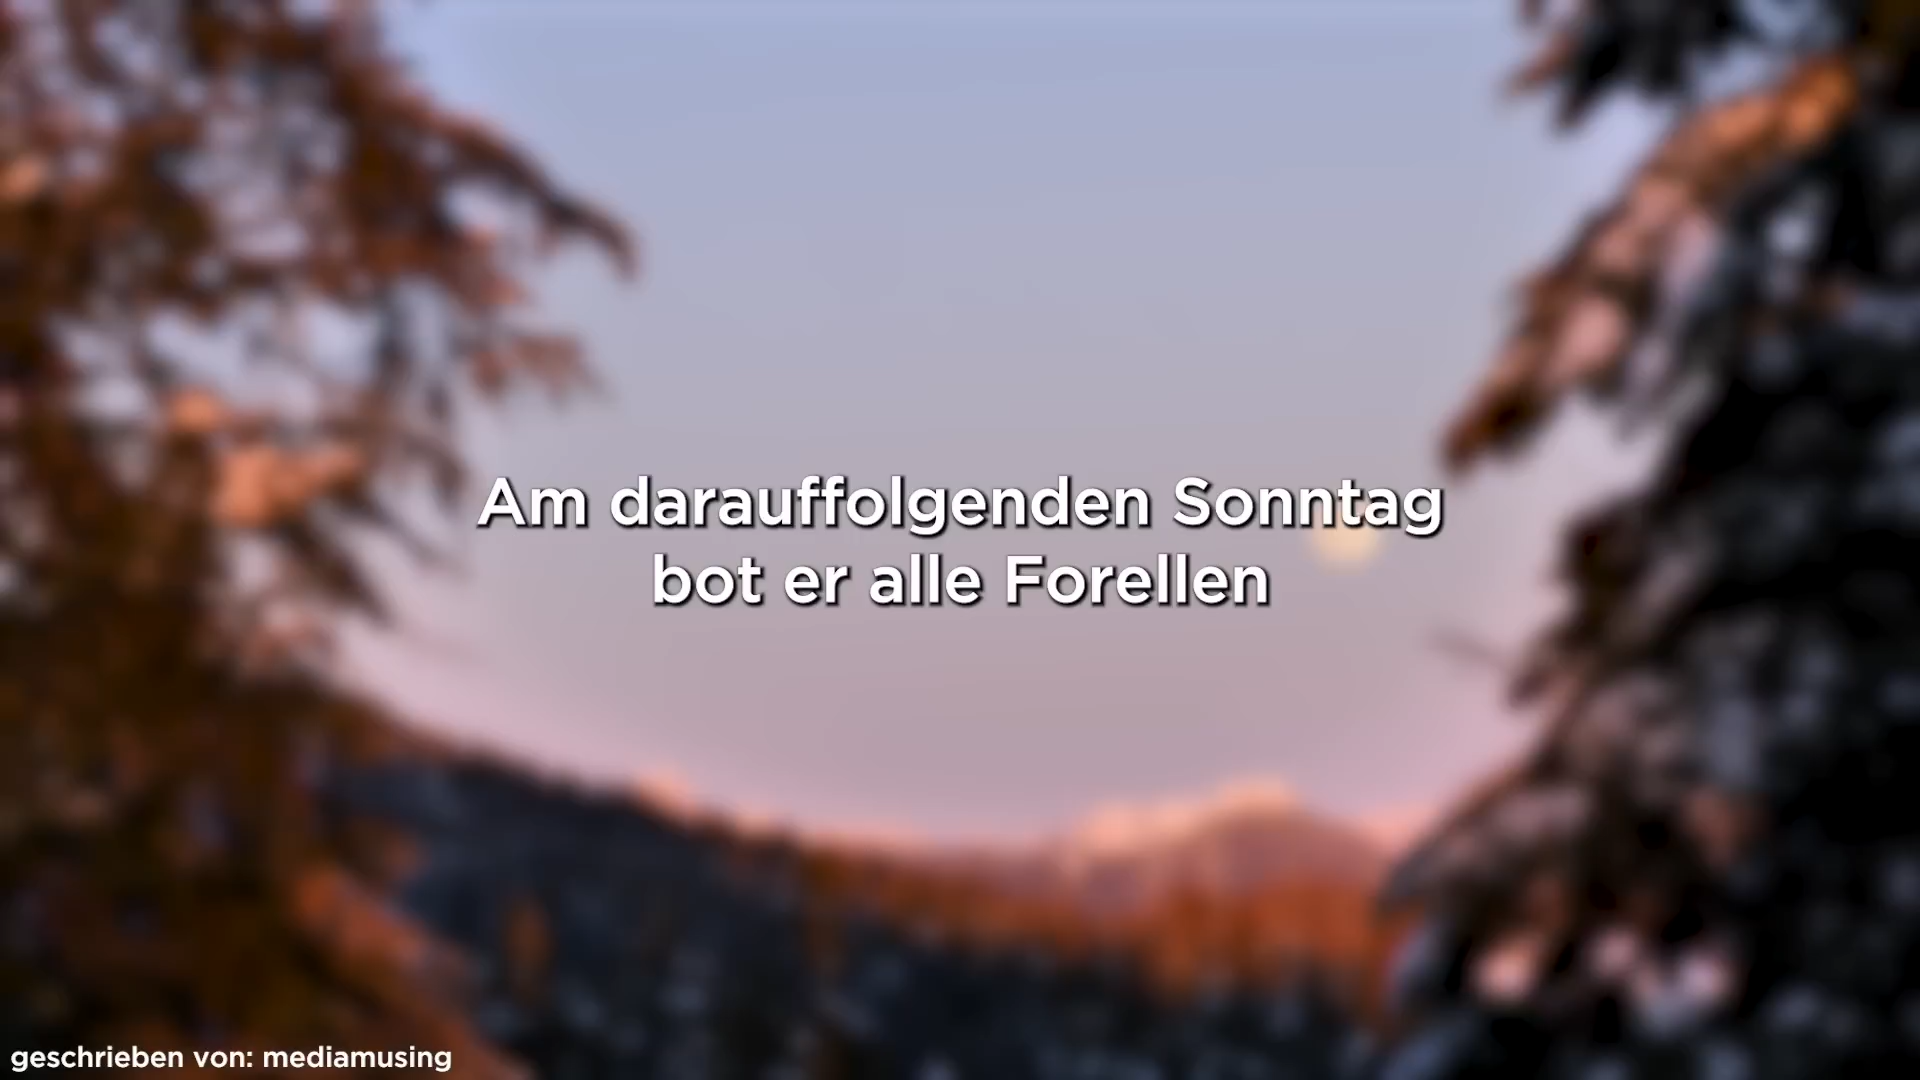 Am darauffolgenden Sonntag
bot er alle Forellen
geschrieben von: mediamusing